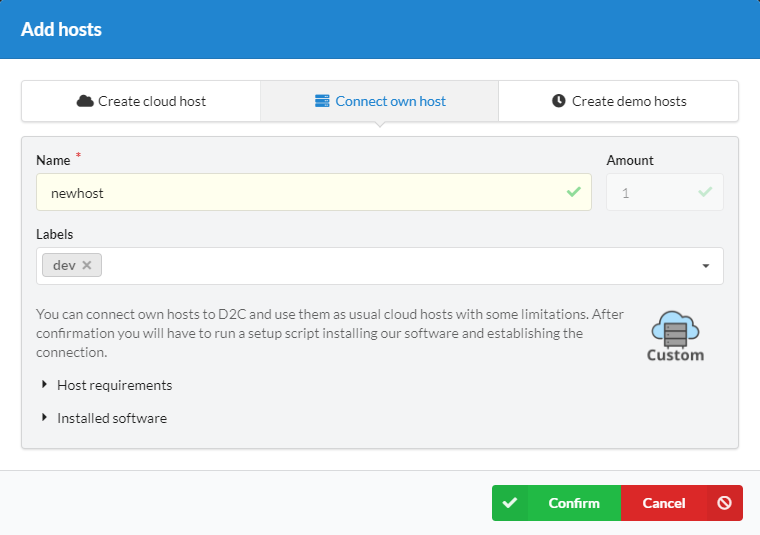 Add hosts
Create cloud host
Connect own host
Create demo hosts
Name *
Amount
newhost
1
Labels
dev
You can connect own hosts to D2C and use them as usual cloud hosts with some limitations. After
confirmation you will have to run a setup script installing our software and establishing the
connection.
Custom
Host requirements
Installed software
Confirm
Cancel